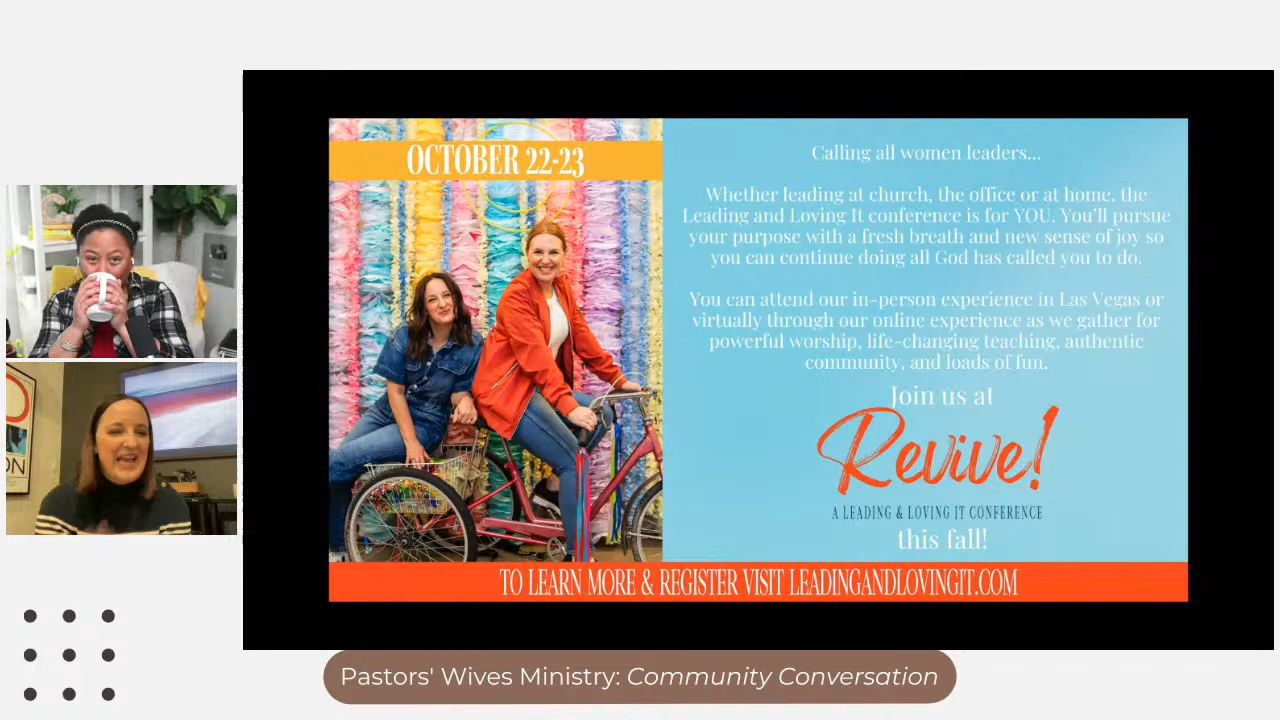 OCTOBER 22-23
Calling all women leaders...
Whether leading at church, the office or at home, the
Leading and Loving It conference is for YOU. You'll pursue
your purpose with a fresh breath and new sense of joy so
you can continue doing all God has called you to do.
You can attend our in-person experience in Las Vegas or
virtually through our online experience as we gather for
powerful worship, life-changing teaching, authentic
community, and loads of fun.
Join us at
Revive!
A LEADING & LOVING IT CONFERENCE
this fall!
TO LEARN MORE & REGISTER VISIT LEADINGANDLOVINGIT.COM
ON
Pastors' Wives Ministry: Community Conversation